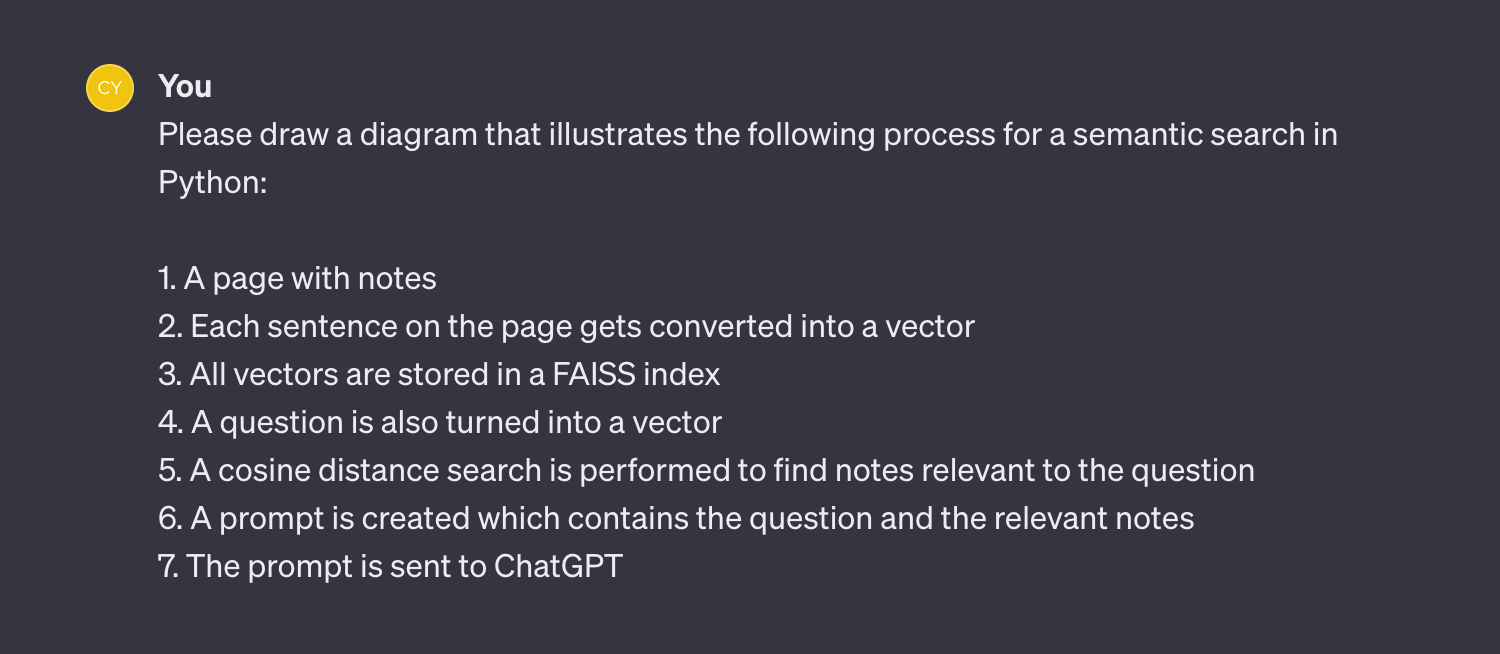 CY
You
Please draw a diagram that illustrates the following process for a semantic search in
Python:
1. A page with notes
2. Each sentence on the page gets converted into a vector
3. All vectors are stored in a FAISS index
4. A question is also turned into a vector
5. A cosine distance search is performed to find notes relevant to the question
6. A prompt is created which contains the question and the relevant notes
7. The prompt is sent to ChatGPT